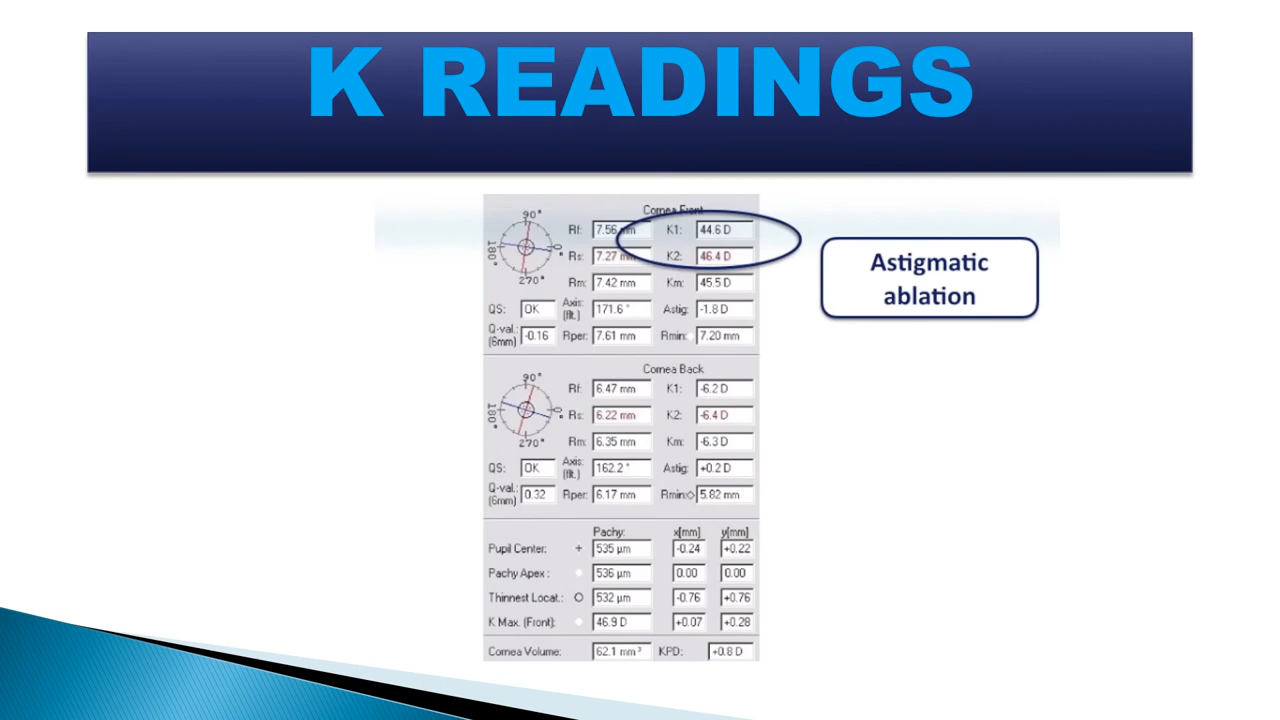 K READINGS
Cornea Front
90°
180°
0°
270°
Rf: 7.56 mm K1: 44.6 D
Rs: 7.27 mm K2: 46.4 D
Rm: 7.42 mm Km: 45.5 D
QS: OK Axis: (flt.) 171.6 ° Astig: -1.8 D
Q-val.: (6mm) -0.16 Rper: 7.61 mm Rmin: 7.20 mm
Astigmatic
ablation
Cornea Back
90°
180°
0°
270°
Rf: 6.47 mm K1: -6.2 D
Rs: 6.22 mm K2: -6.4 D
Rm: 6.35 mm Km: -6.3 D
QS: OK Axis: (flt.) 162.2 ° Astig: +0.2 D
Q-val.: (6mm) 0.32 Rper: 6.17 mm Rmin: 5.82 mm
Pachy: x[mm] y[mm]
Pupil Center: + 535 µm -0.24 +0.22
Pachy Apex : 536 µm 0.00 0.00
Thinnest Locat.: O 532 µm -0.76 +0.76
K Max. (Front): 46.9 D +0.07 +0.28
Cornea Volume: 62.1 mm³ KPD: +0.8 D